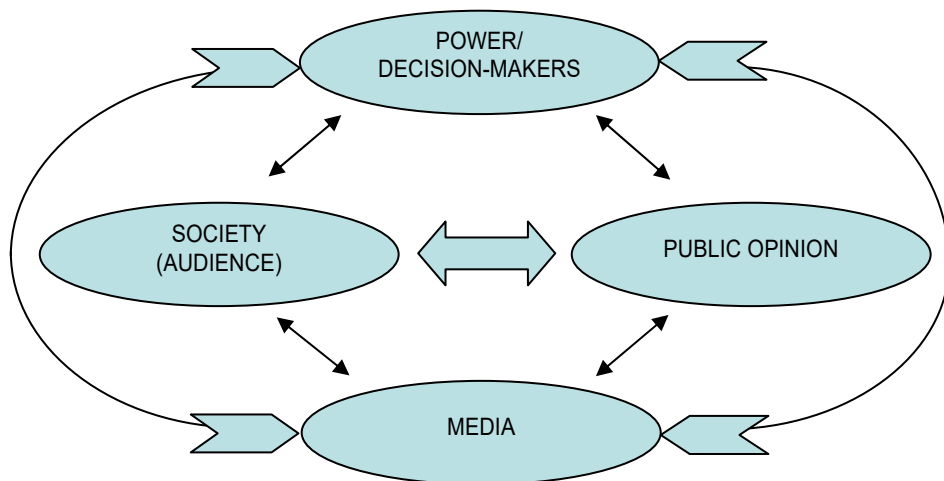 POWER/
DECISION-MAKERS
SOCIETY
(AUDIENCE)
PUBLIC OPINION
MEDIA